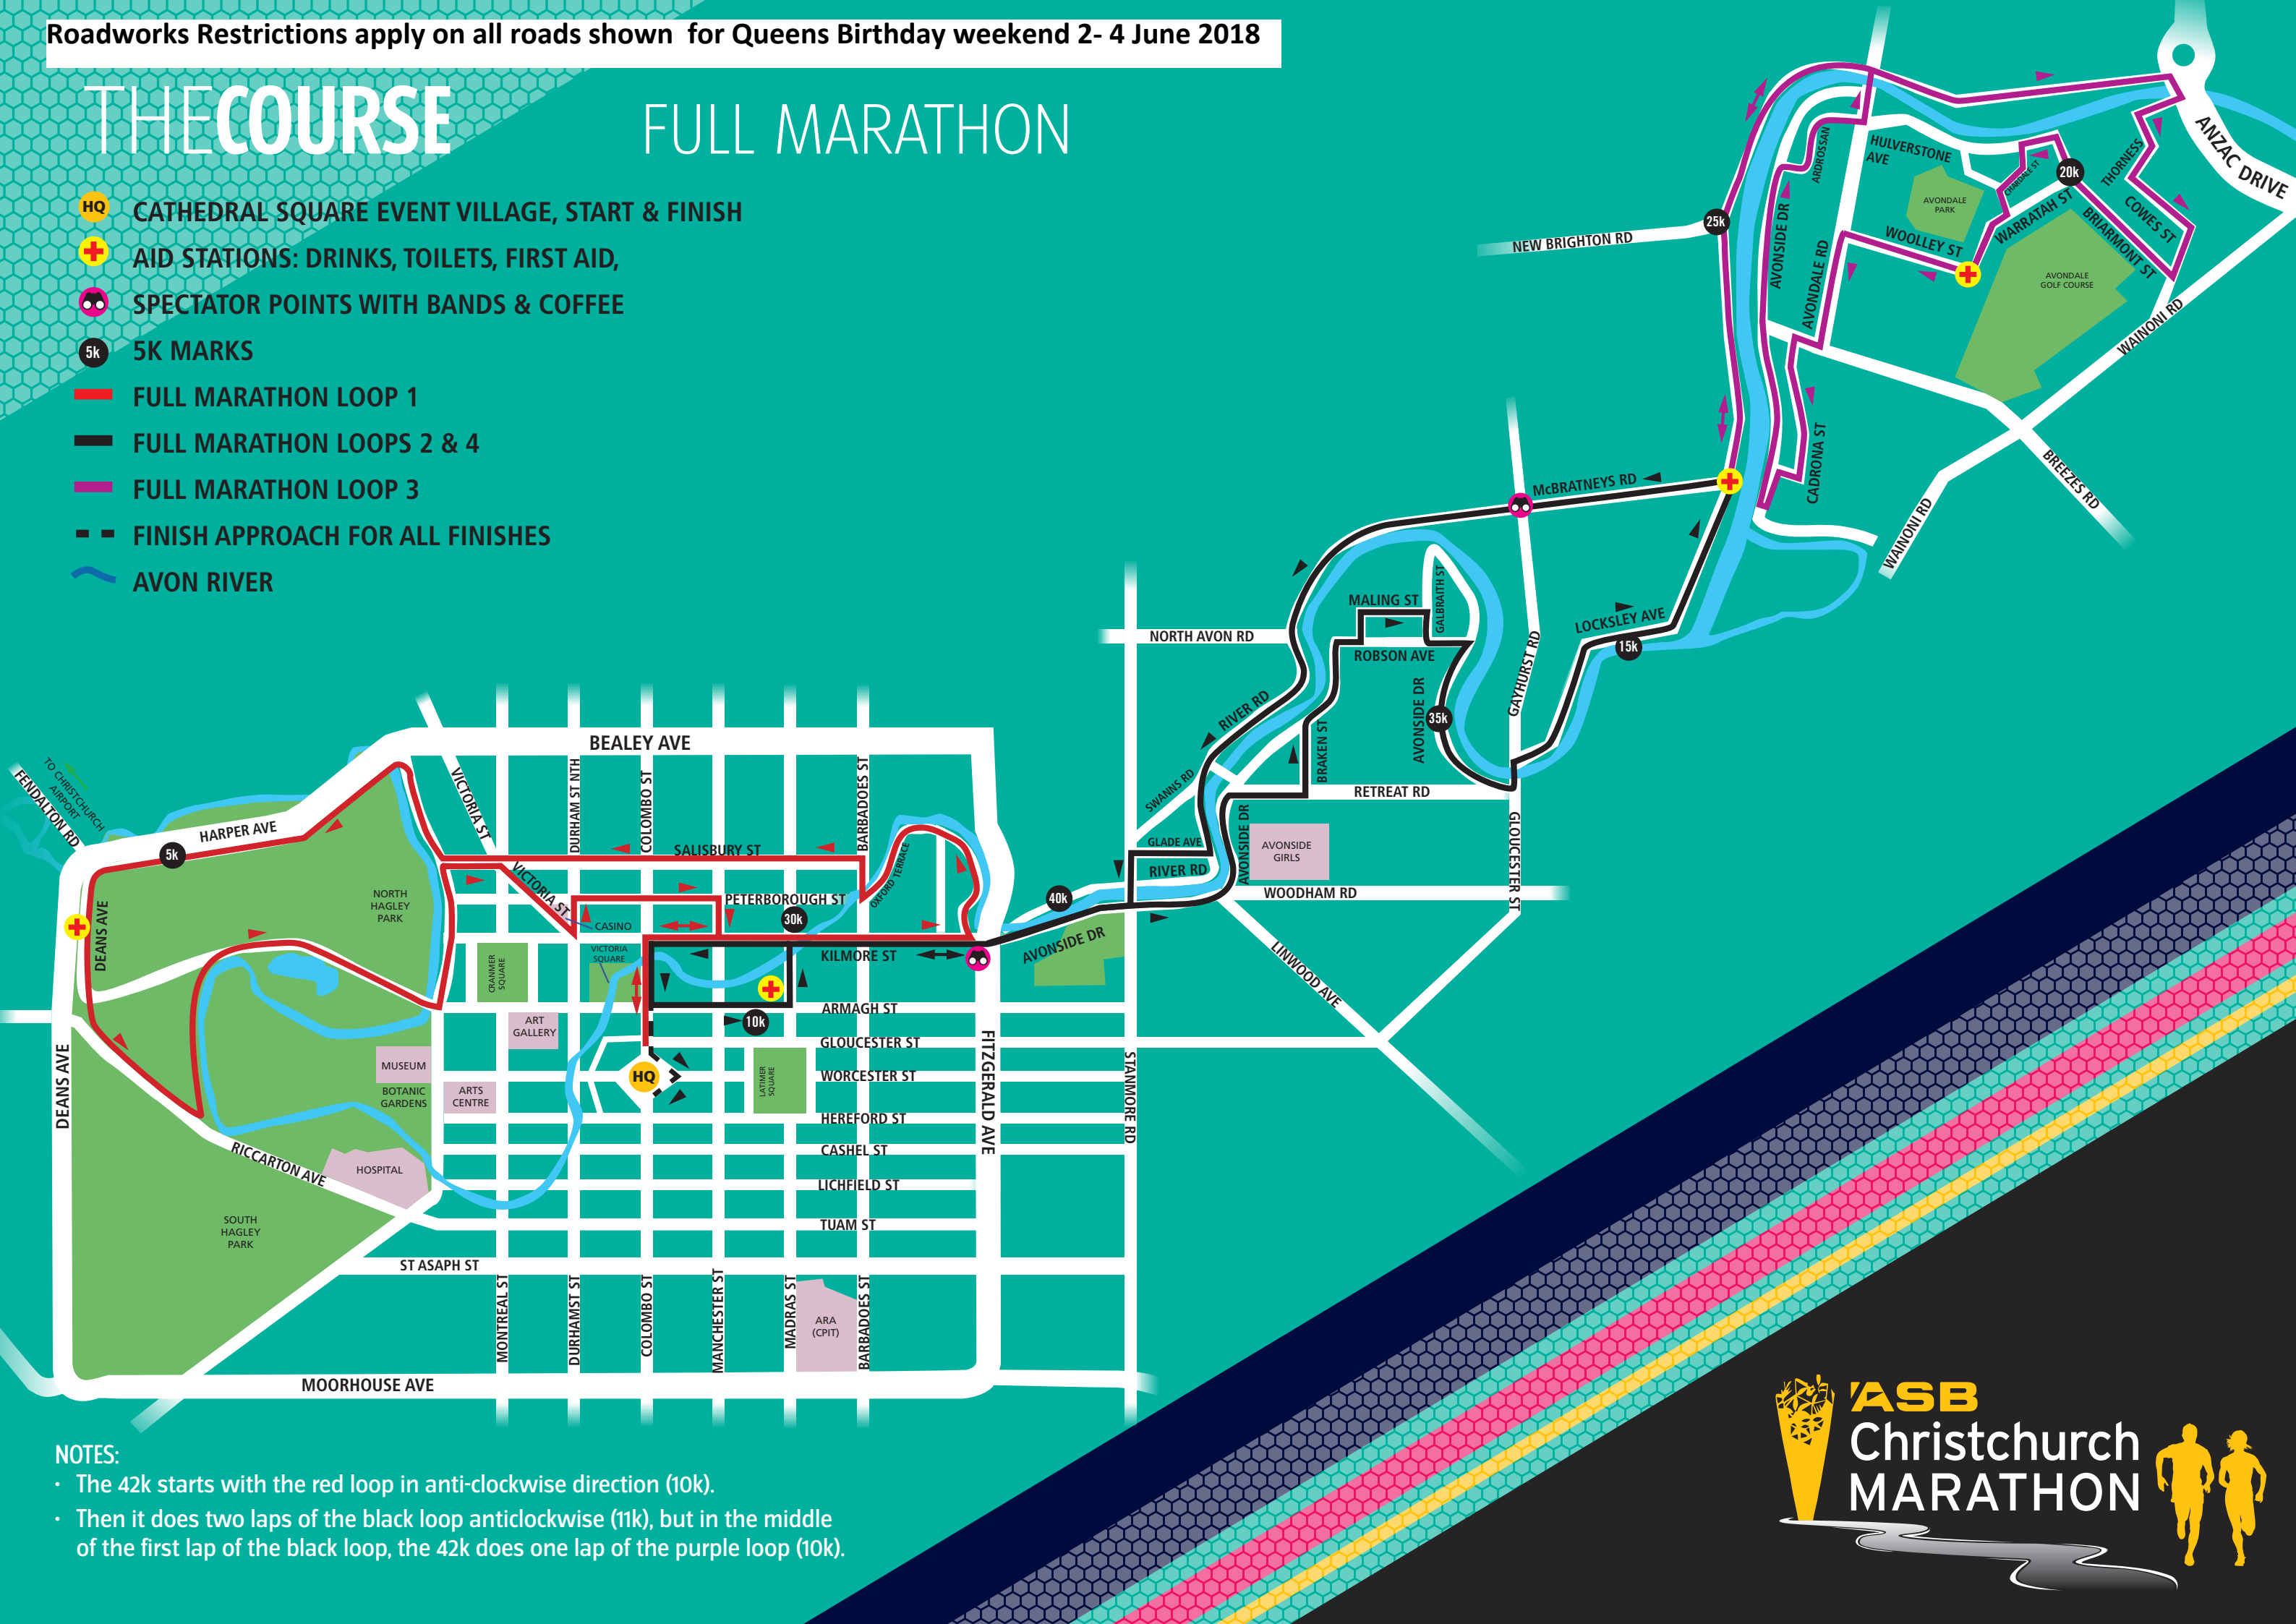 Roadworks Restrictions apply on all roads shown  for Queens Birthday weekend 2- 4 June 2018
THECOURSE
FULL MARATHON
HQ
CATHEDRAL SQUARE EVENT VILLAGE, START & FINISH
AID STATIONS: DRINKS, TOILETS, FIRST AID,
SPECTATOR POINTS WITH BANDS & COFFEE
5k
5K MARKS
FULL MARATHON LOOP 1
FULL MARATHON LOOPS 2 & 4
FULL MARATHON LOOP 3
FINISH APPROACH FOR ALL FINISHES
AVON RIVER
ANZAC DRIVE
HULVERSTONE
AVE
ARDROSSAN
THORNESS
20k
COWES ST
AVONDALE
PARK
WARRATAH ST
BRIARMONT ST
WOOLLEY ST
25k
NEW BRIGHTON RD
AVONSIDE DR
AVONDALE RD
AVONDALE
GOLF COURSE
WAINONI RD
CADRONA ST
BREEZES RD
WAINONI RD
McBRATNEYS RD
MALING ST
GALBRAITH ST
LOCKSLEY AVE
15k
NORTH AVON RD
ROBSON AVE
GAYHURST RD
RIVER RD
AVONSIDE DR
35k
BRAKEN ST
SWANNS RD
RETREAT RD
GLADE AVE
AVONSIDE DR
AVONSIDE
GIRLS
GLOUCESTER ST
RIVER RD
WOODHAM RD
40k
AVONSIDE DR
LINWOOD AVE
BEALEY AVE
TO CHRISTCHURCH
AIRPORT
FENDALTON RD
VICTORIA ST
DURHAM ST NTH
COLOMBO ST
BARBADOES ST
HARPER AVE
5k
SALISBURY ST
OXFORD TERRACE
NORTH
HAGLEY
PARK
VICTORIA ST
PETERBOROUGH ST
30k
CASINO
DEANS AVE
CRANMER
SQUARE
VICTORIA
SQUARE
KILMORE ST
ARMAGH ST
10k
ART
GALLERY
GLOUCESTER ST
FITZGERALD AVE
STANMORE RD
MUSEUM
HQ
LATIMER
SQUARE
WORCESTER ST
BOTANIC
GARDENS
ARTS
CENTRE
DEANS AVE
HEREFORD ST
CASHEL ST
RICCARTON AVE
HOSPITAL
LICHFIELD ST
SOUTH
HAGLEY
PARK
TUAM ST
ST ASAPH ST
MONTREAL ST
DURHAMST ST
COLOMBO ST
MANCHESTER ST
MADRAS ST
ARA
(CPIT)
BARBADOES ST
MOORHOUSE AVE
NOTES:
· The 42k starts with the red loop in anti-clockwise direction (10k).
· Then it does two laps of the black loop anticlockwise (11k), but in the middle
of the first lap of the black loop, the 42k does one lap of the purple loop (10k).
ASB
Christchurch
MARATHON